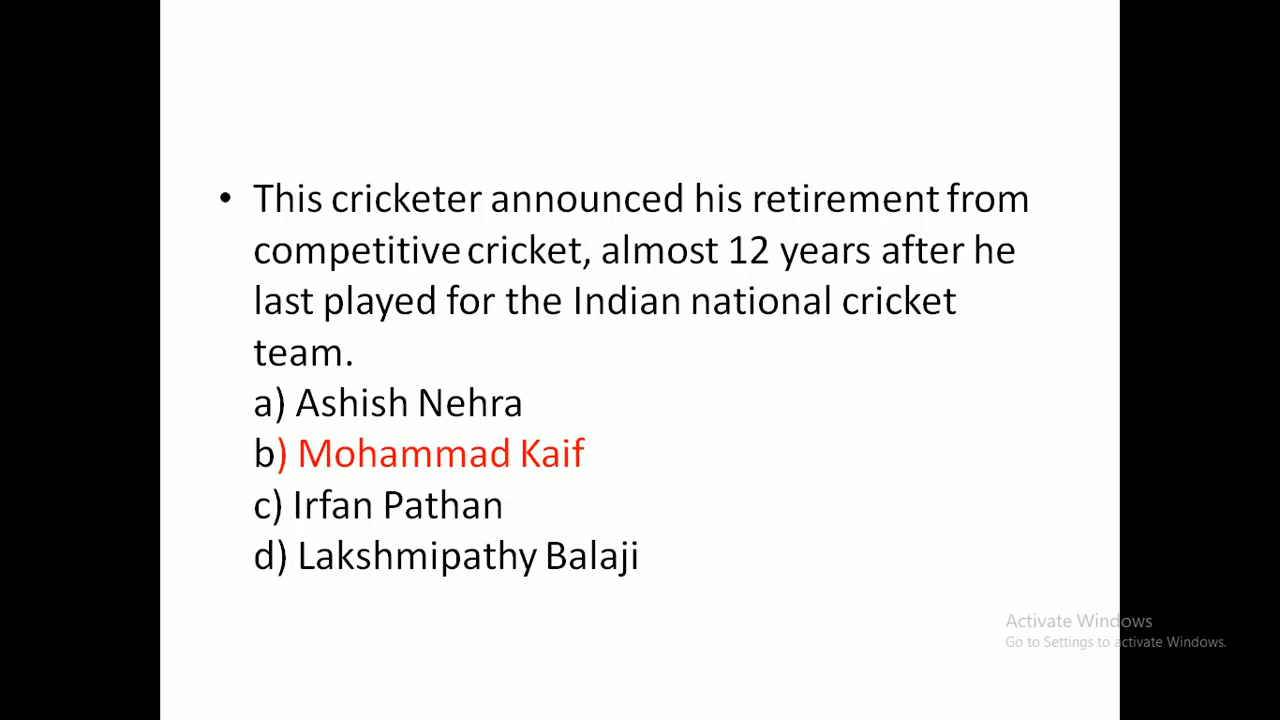 • This cricketer announced his retirement from
competitive cricket, almost 12 years after he
last played for the Indian national cricket
team.
a) Ashish Nehra
b) Mohammad Kaif
c) Irfan Pathan
d) Lakshmipathy Balaji
Activate Windows
Go to Settings to activate Windows.